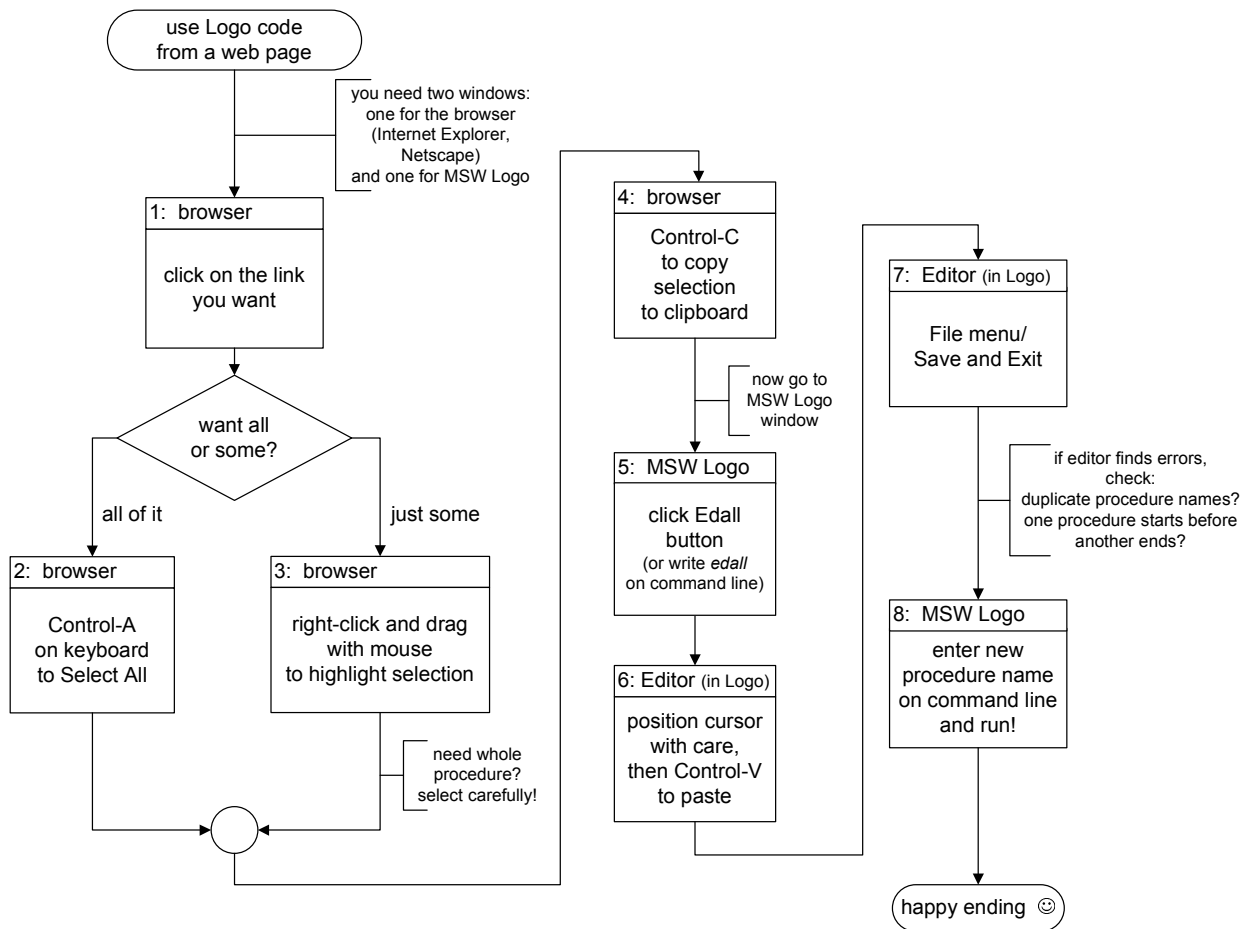 use Logo code
from a web page
you need two windows:
one for the browser
(Internet Explorer,
Netscape)
and one for MSW Logo
1: browser
click on the link
you want
want all
or some?
all of it
just some
2: browser
Control-A
on keyboard
to Select All
3: browser
right-click and drag
with mouse
to highlight selection
need whole
procedure?
select carefully!
4: browser
Control-C
to copy
selection
to clipboard
now go to
MSW Logo
window
5: MSW Logo
click Edall
button
(or write edall
on command line)
6: Editor (in Logo)
position cursor
with care,
then Control-V
to paste
7: Editor (in Logo)
File menu/
Save and Exit
if editor finds errors,
check:
duplicate procedure names?
one procedure starts before
another ends?
8: MSW Logo
enter new
procedure name
on command line
and run!
happy ending ☺